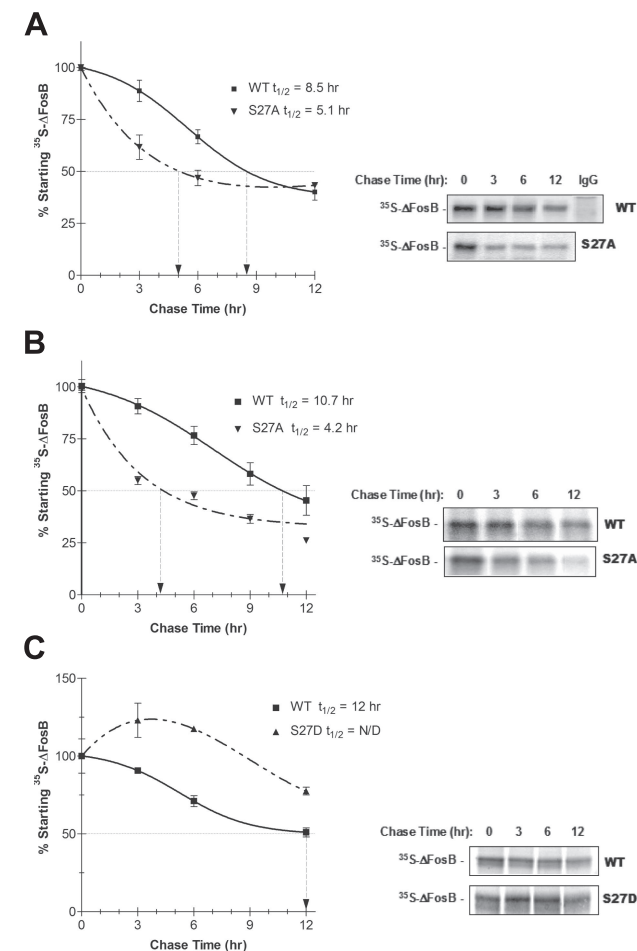 A
% Starting ³⁵S-ΔFosB
100
75
50
25
0
0 3 6 9 12
Chase Time (hr)
WT t1/2 = 8.5 hr
S27A t1/2 = 5.1 hr
Chase Time (hr): 0 3 6 12 IgG
³⁵S-ΔFosB - WT
³⁵S-ΔFosB - S27A
B
% Starting ³⁵S-ΔFosB
100
75
50
25
0
0 3 6 9 12
Chase Time (hr)
WT t1/2 = 10.7 hr
S27A t1/2 = 4.2 hr
Chase Time (hr): 0 3 6 12
³⁵S-ΔFosB - WT
³⁵S-ΔFosB - S27A
C
% Starting ³⁵S-ΔFosB
150
100
50
0
0 3 6 9 12
Chase Time (hr)
WT t1/2 = 12 hr
S27D t1/2 = N/D
Chase Time (hr): 0 3 6 12
³⁵S-ΔFosB - WT
³⁵S-ΔFosB - S27D